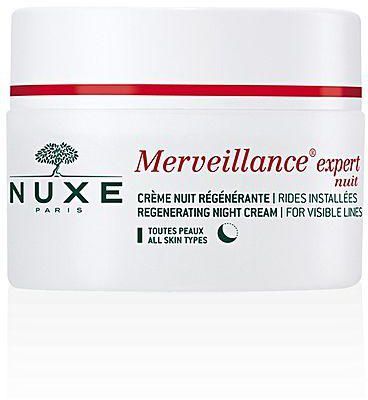 NUXE
PARIS
Merveillance® expert
nuit
CRÈME NUIT RÉGÉNÉRANTE | RIDES INSTALLÉES
REGENERATING NIGHT CREAM | FOR VISIBLE LINES
TOUTES PEAUX
ALL SKIN TYPES